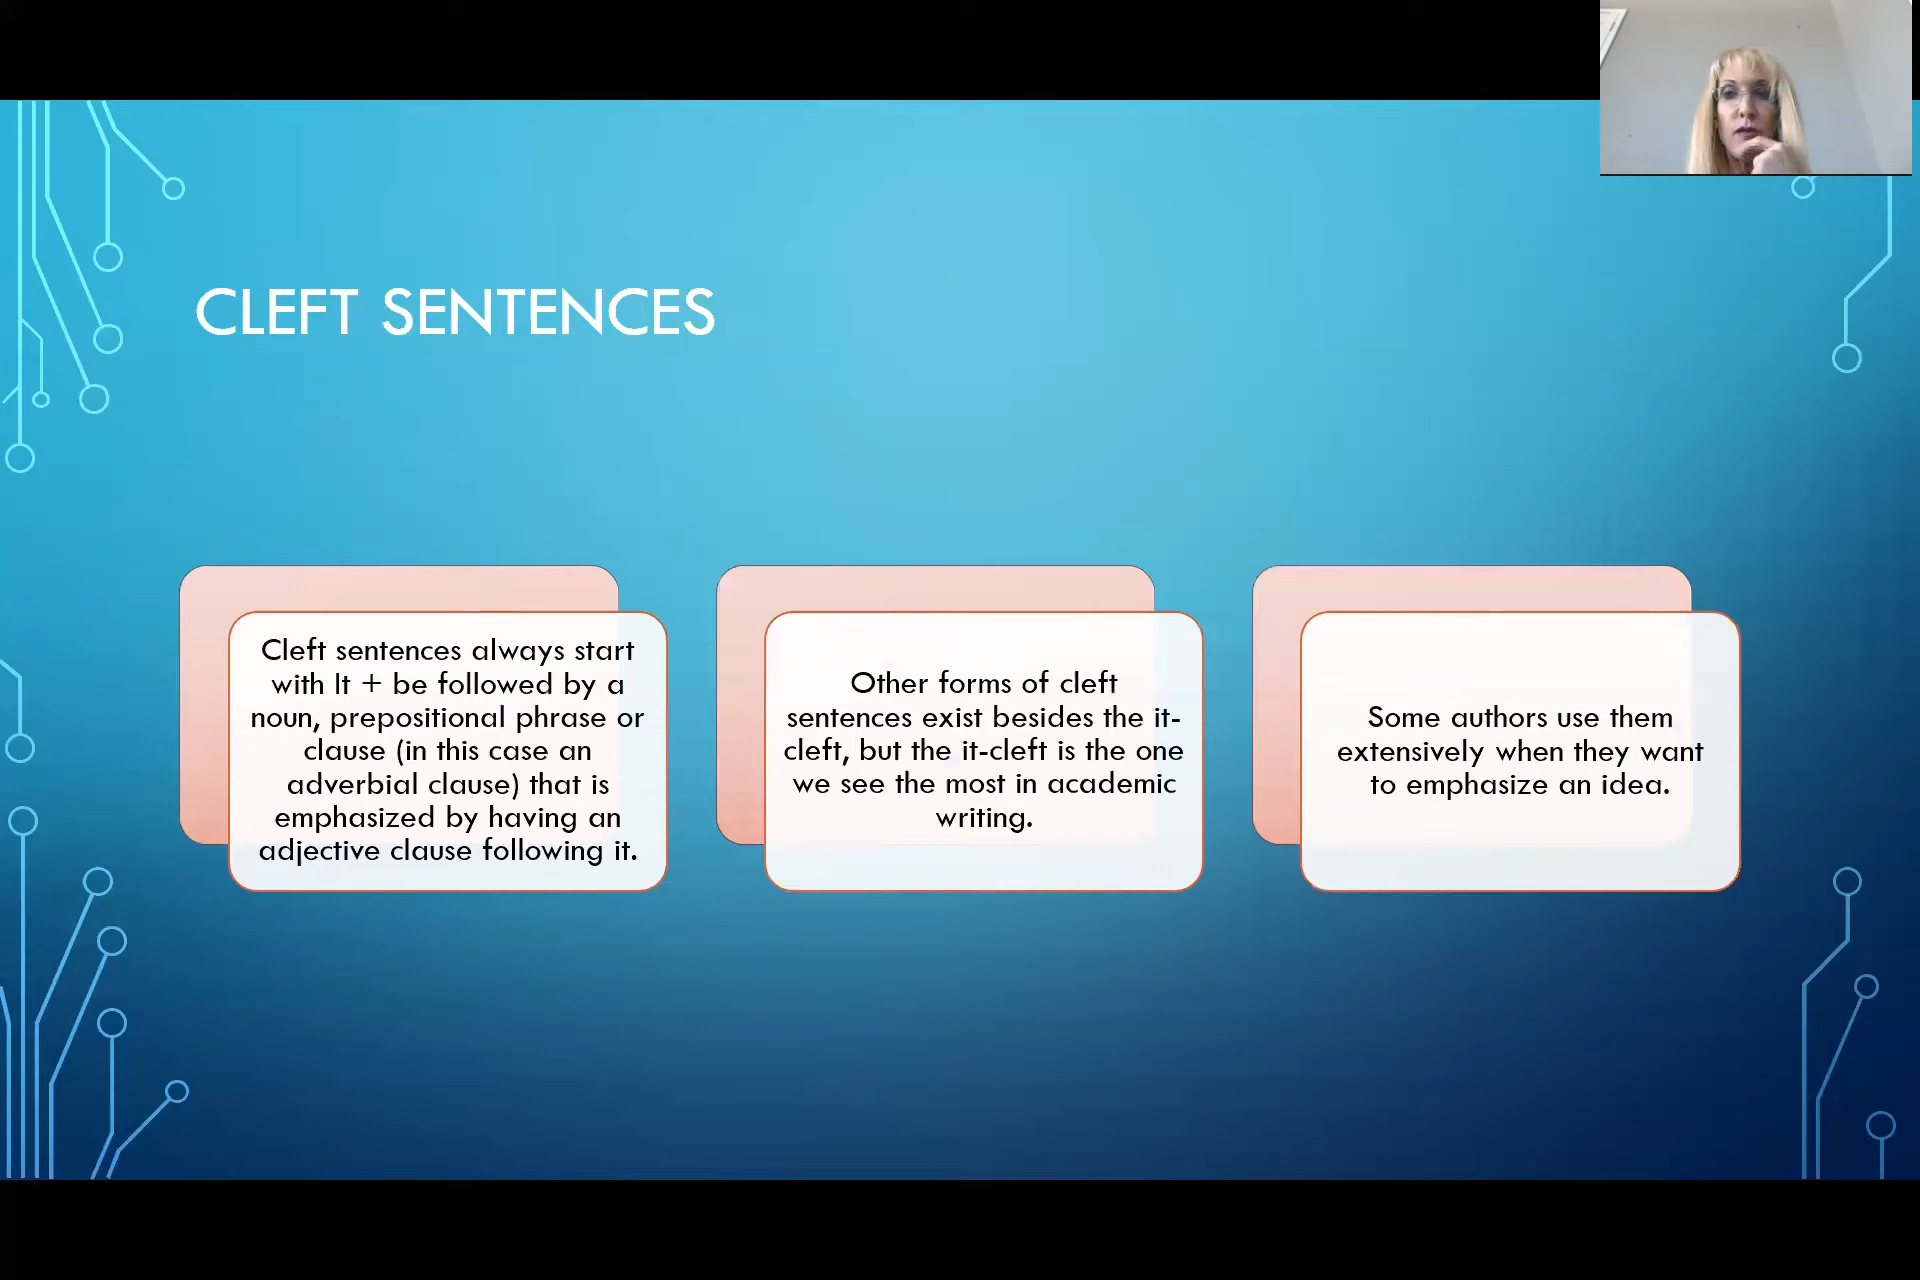 CLEFT SENTENCES
Cleft sentences always start
with It + be followed by a
noun, prepositional phrase or
clause (in this case an
adverbial clause) that is
emphasized by having an
adjective clause following it.
Other forms of cleft
sentences exist besides the it-
cleft, but the it-cleft is the one
we see the most in academic
writing.
Some authors use them
extensively when they want
to emphasize an idea.